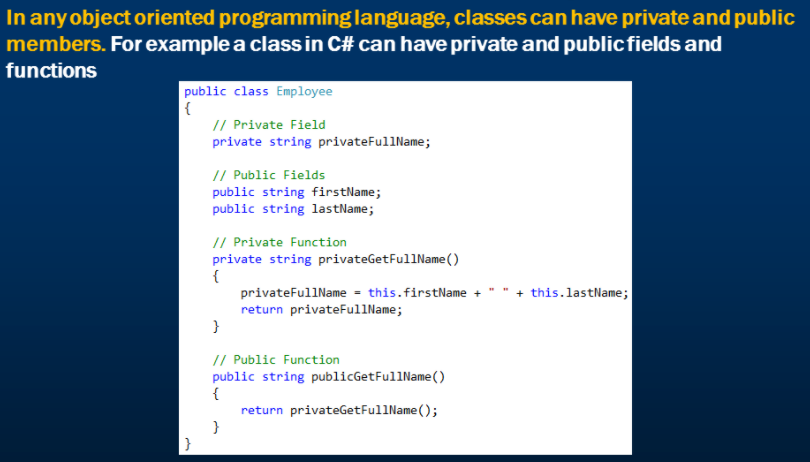 In any object oriented programming language, classes can have private and public
members. For example a class in C# can have private and public fields and
functions
public class Employee
{
    // Private Field
    private string privateFullName;

    // Public Fields
    public string firstName;
    public string lastName;

    // Private Function
    private string privateGetFullName()
    {
        privateFullName = this.firstName + " " + this.lastName;
        return privateFullName;
    }

    // Public Function
    public string publicGetFullName()
    {
        return privateGetFullName();
    }
}